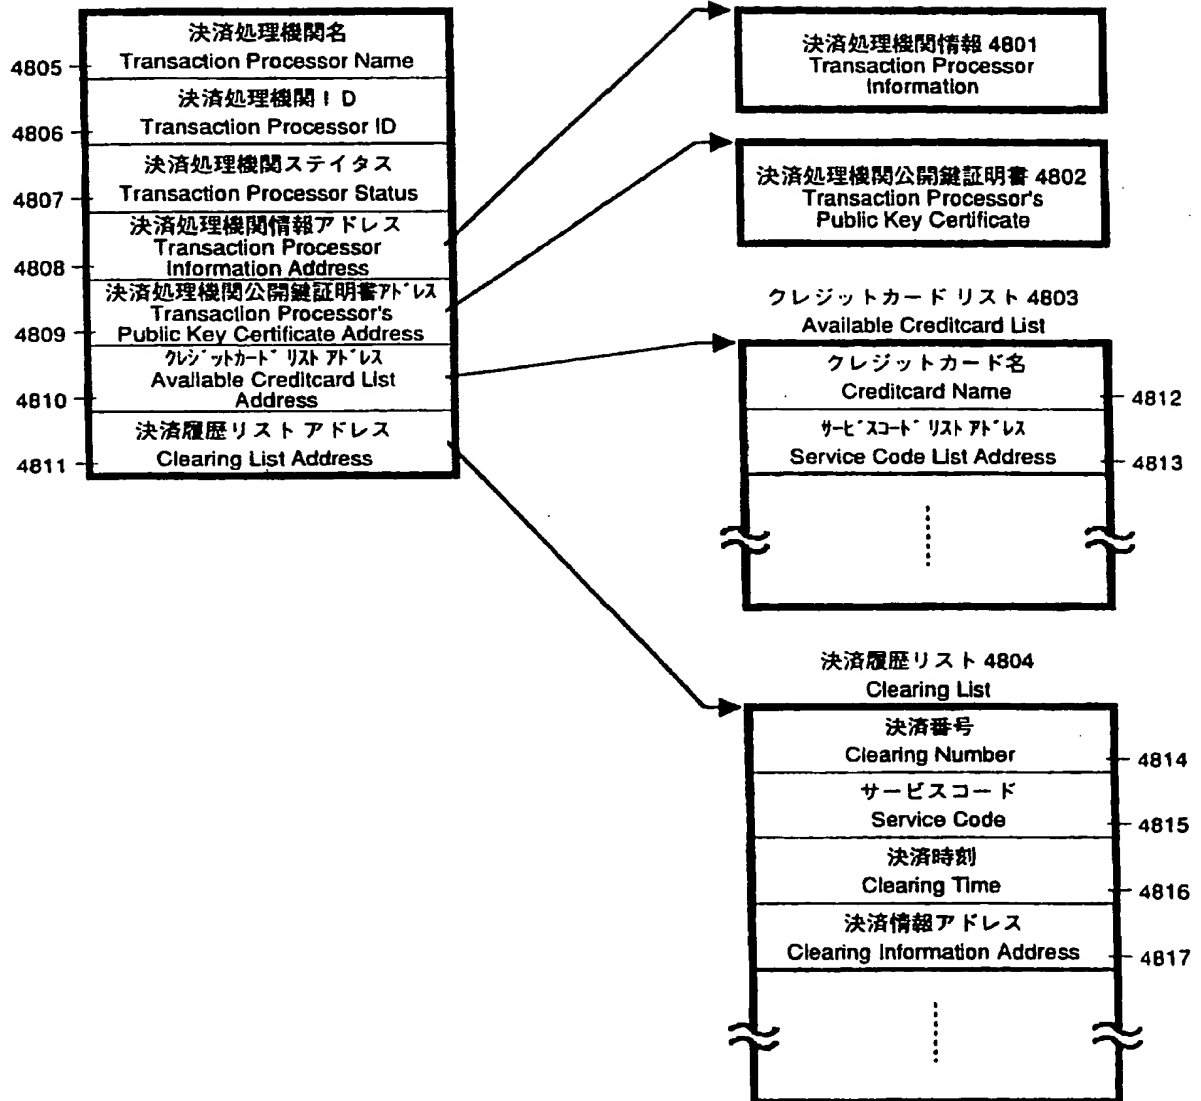 決済処理機関名
Transaction Processor Name
4805
決済処理機関ID
Transaction Processor ID
4806
決済処理機関ステイタス
Transaction Processor Status
4807
決済処理機関情報アドレス
Transaction Processor
Information Address
4808
決済処理機関公開鍵証明書アドレス
Transaction Processor's
Public Key Certificate Address
4809
クレジットカード リスト アドレス
Available Creditcard List
Address
4810
決済履歴リスト アドレス
Clearing List Address
4811
決済処理機関情報 4801
Transaction Processor
Information
決済処理機関公開鍵証明書 4802
Transaction Processor's
Public Key Certificate
クレジットカード リスト 4803
Available Creditcard List
クレジットカード名
Creditcard Name
4812
サービスコード リスト アドレス
Service Code List Address
4813
決済履歴リスト 4804
Clearing List
決済番号
Clearing Number
4814
サービスコード
Service Code
4815
決済時刻
Clearing Time
4816
決済情報アドレス
Clearing Information Address
4817